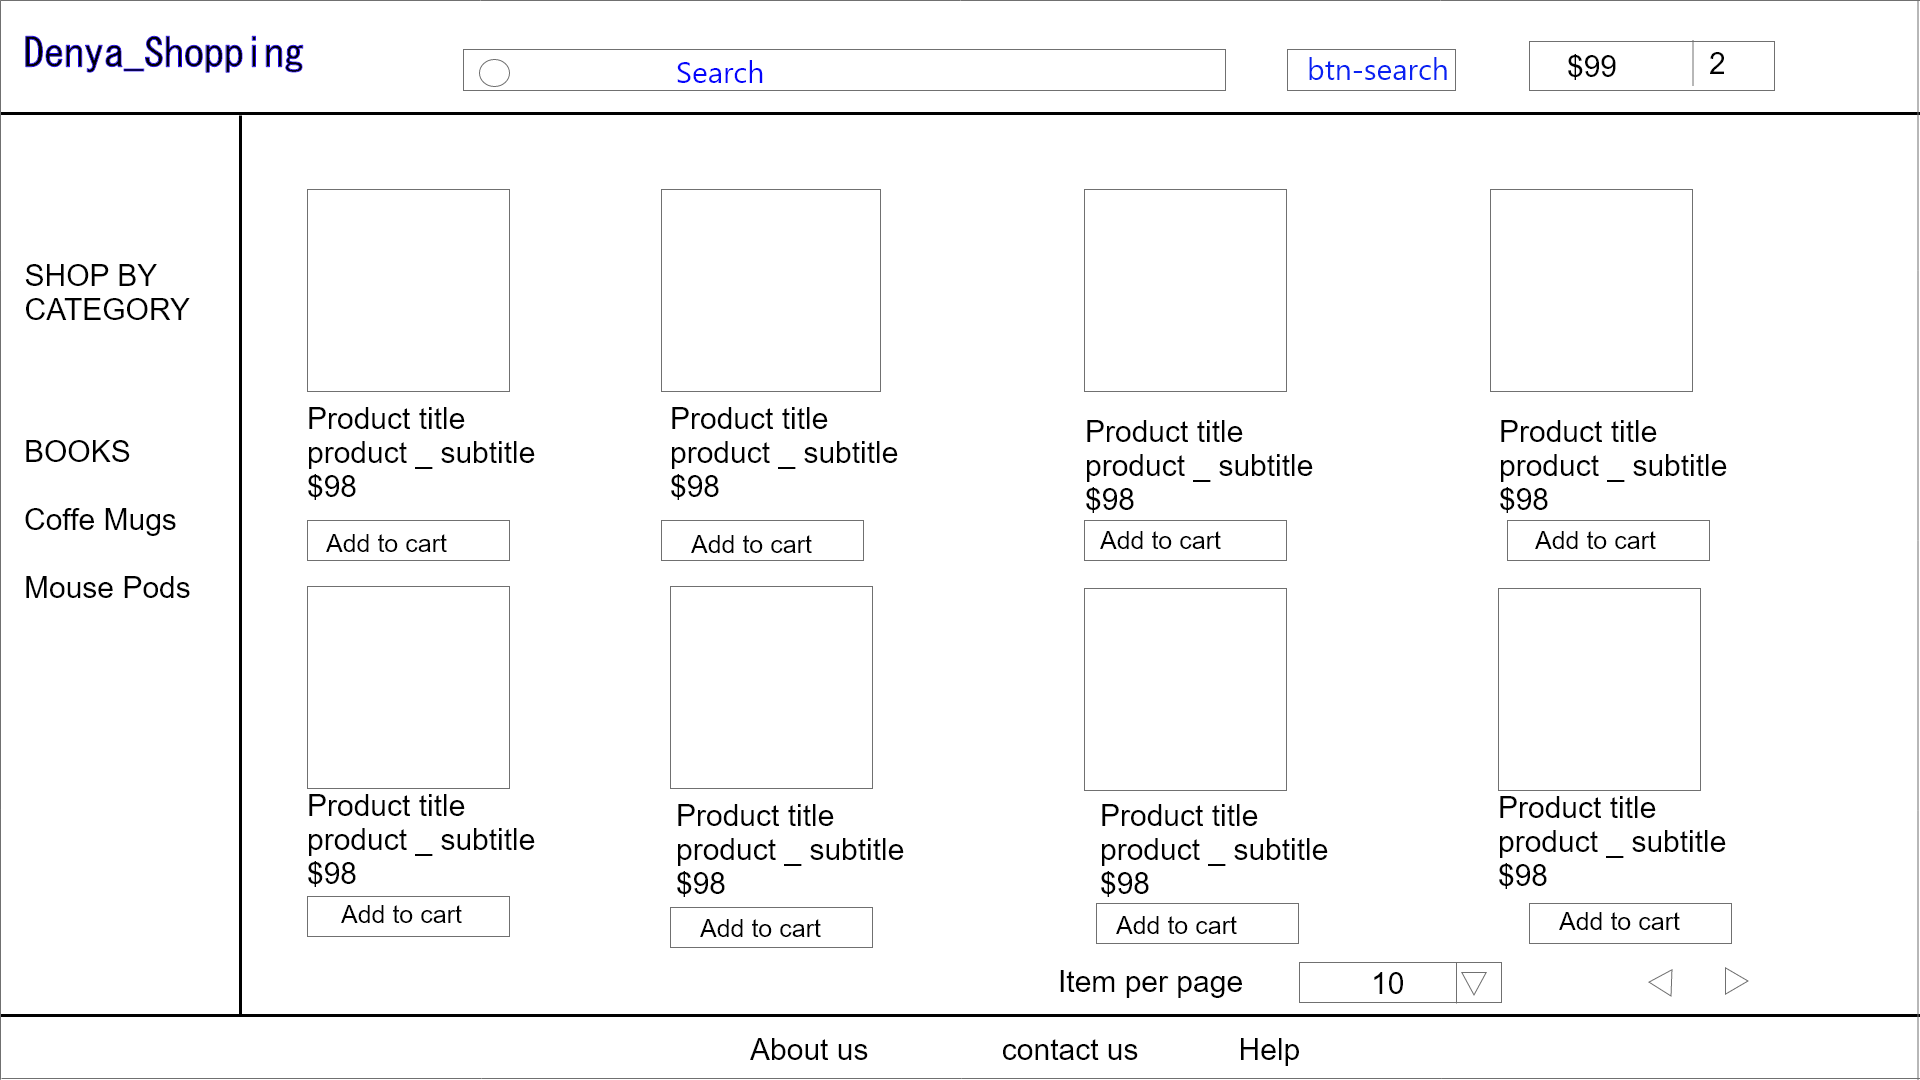 Denya_Shopping
Search
btn-search
$99
2
SHOP BY
CATEGORY
BOOKS
Coffe Mugs
Mouse Pods
Product title
product _ subtitle
$98
Add to cart
Product title
product _ subtitle
$98
Add to cart
Product title
product _ subtitle
$98
Add to cart
Product title
product _ subtitle
$98
Add to cart
Product title
product _ subtitle
$98
Add to cart
Product title
product _ subtitle
$98
Add to cart
Product title
product _ subtitle
$98
Add to cart
Product title
product _ subtitle
$98
Add to cart
Item per page
10
About us
contact us
Help